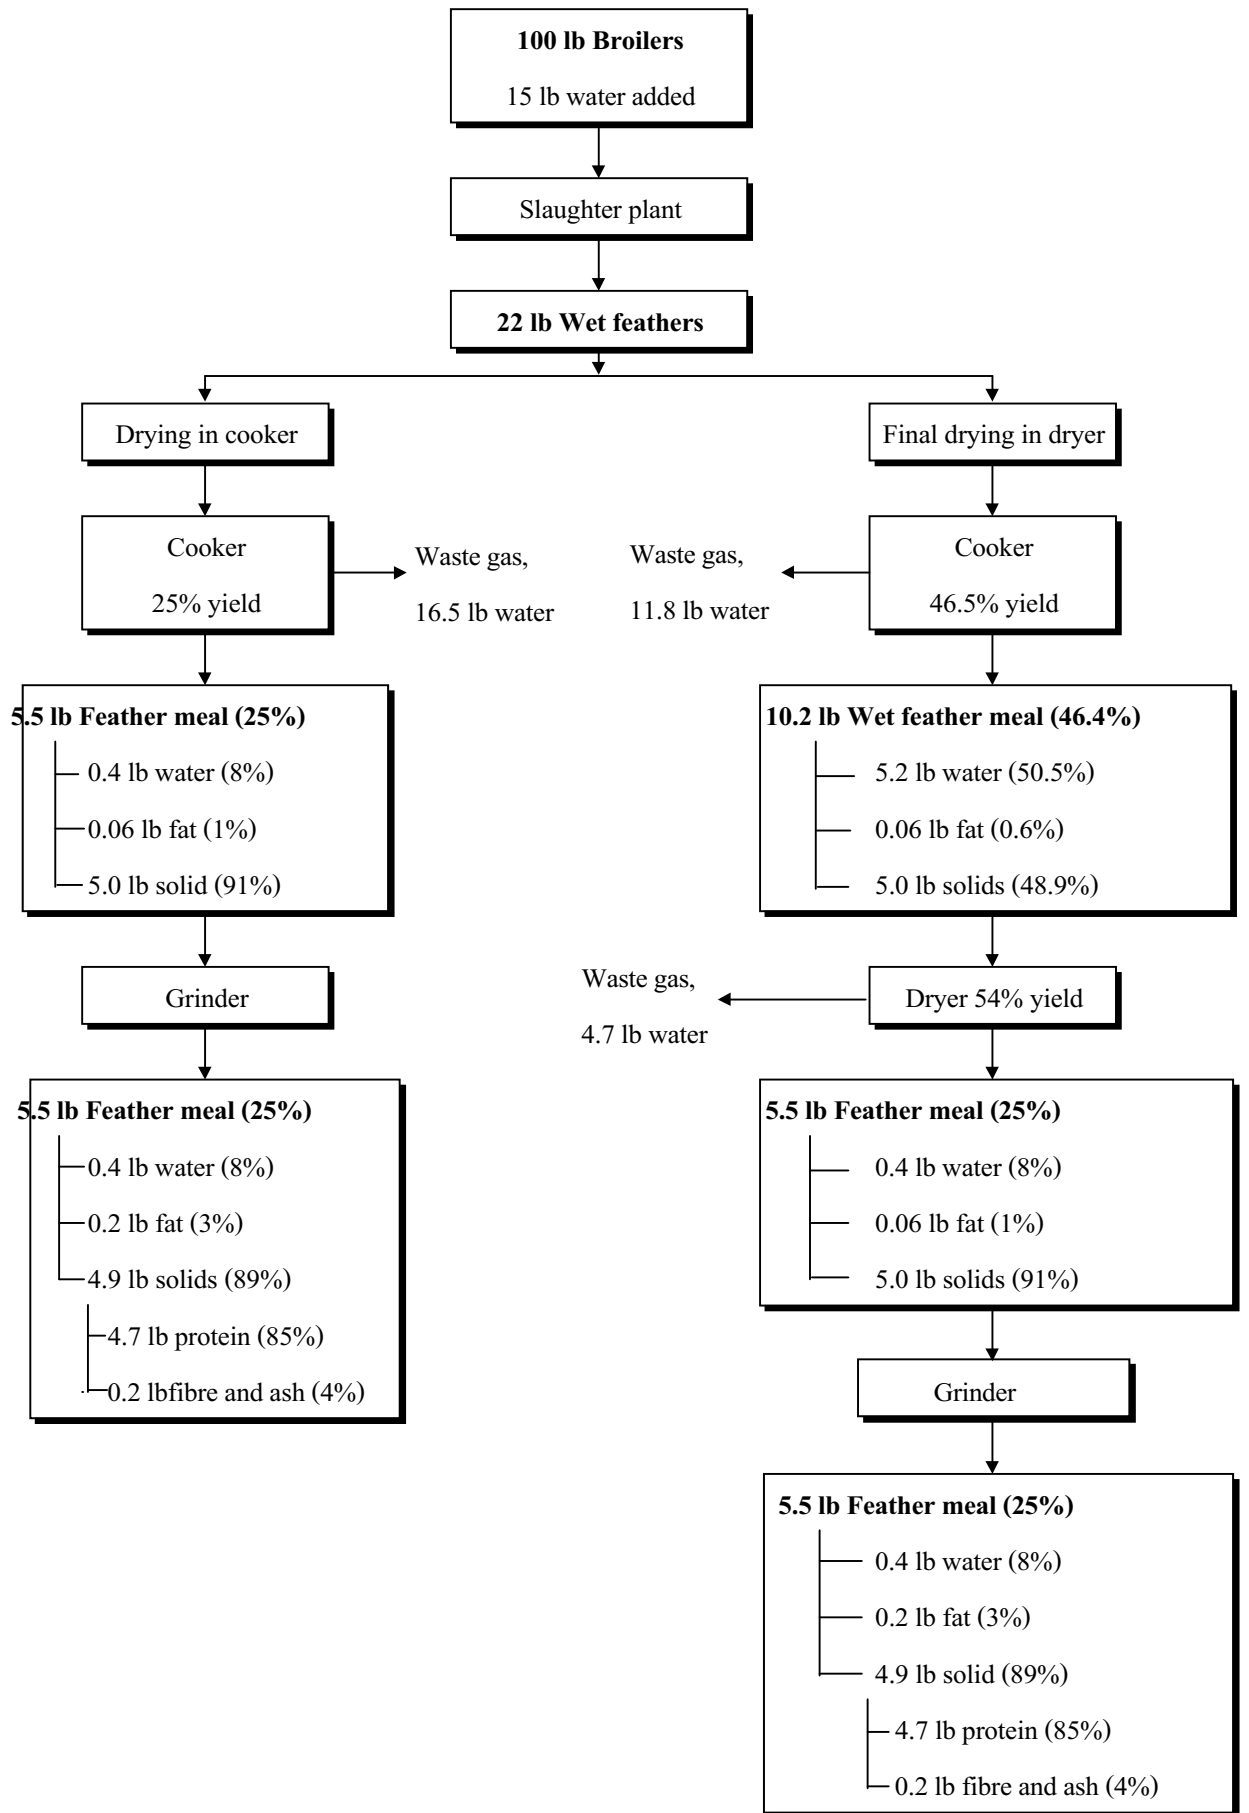 100 lb Broilers
15 lb water added
Slaughter plant
22 lb Wet feathers
Drying in cooker
Cooker
25% yield
Waste gas,
16.5 lb water
5.5 lb Feather meal (25%)
0.4 lb water (8%)
0.06 lb fat (1%)
5.0 lb solid (91%)
Grinder
5.5 lb Feather meal (25%)
0.4 lb water (8%)
0.2 lb fat (3%)
4.9 lb solids (89%)
4.7 lb protein (85%)
0.2 lbfibre and ash (4%)
Final drying in dryer
Cooker
46.5% yield
Waste gas,
11.8 lb water
10.2 lb Wet feather meal (46.4%)
5.2 lb water (50.5%)
0.06 lb fat (0.6%)
5.0 lb solids (48.9%)
Dryer 54% yield
Waste gas,
4.7 lb water
5.5 lb Feather meal (25%)
0.4 lb water (8%)
0.06 lb fat (1%)
5.0 lb solids (91%)
Grinder
5.5 lb Feather meal (25%)
0.4 lb water (8%)
0.2 lb fat (3%)
4.9 lb solid (89%)
4.7 lb protein (85%)
0.2 lb fibre and ash (4%)